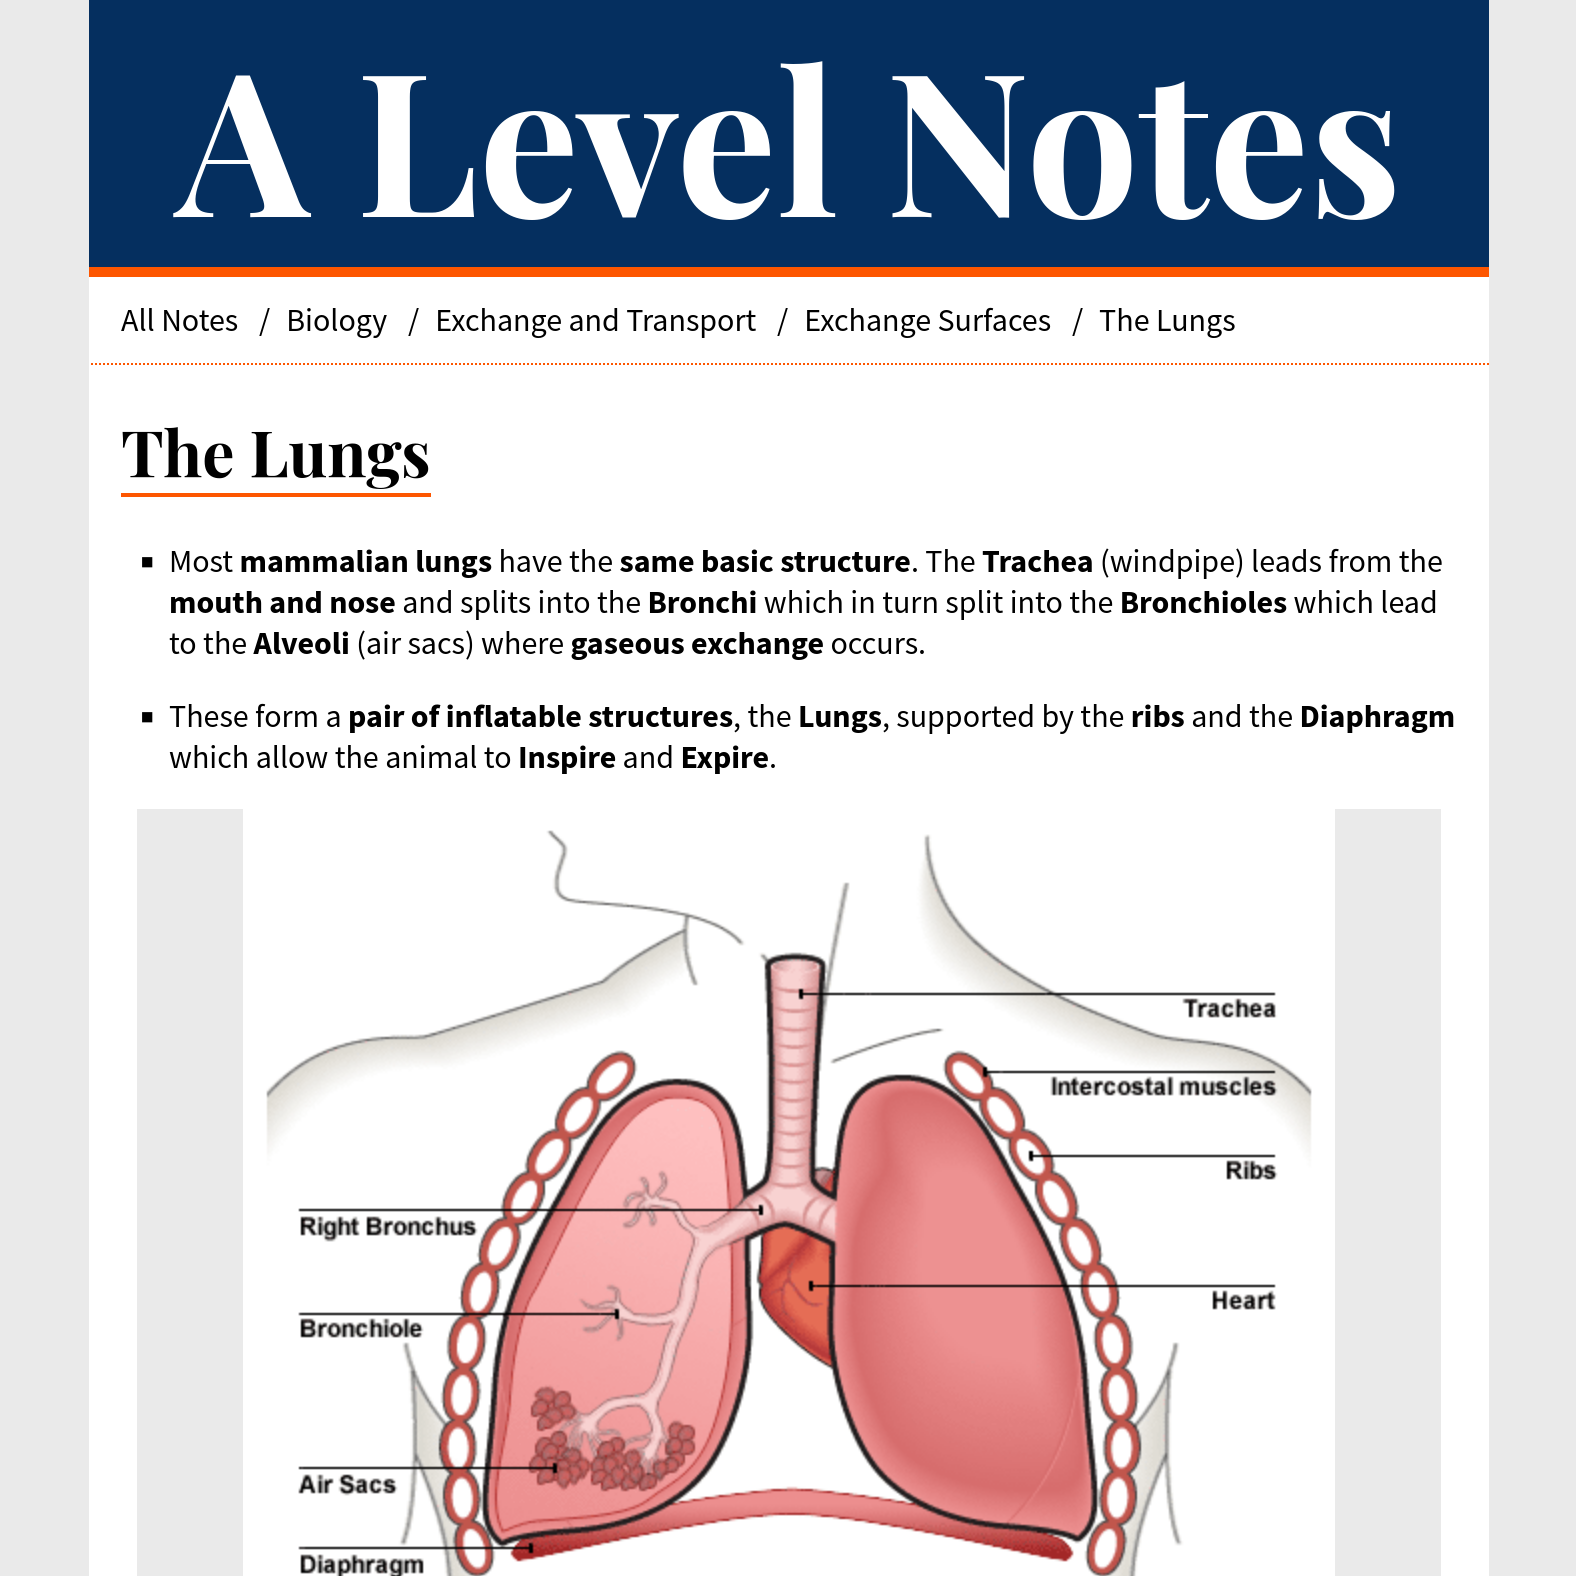 A Level Notes
All Notes / Biology / Exchange and Transport / Exchange Surfaces / The Lungs
The Lungs
▪ Most mammalian lungs have the same basic structure. The Trachea (windpipe) leads from the
mouth and nose and splits into the Bronchi which in turn split into the Bronchioles which lead
to the Alveoli (air sacs) where gaseous exchange occurs.
▪ These form a pair of inflatable structures, the Lungs, supported by the ribs and the Diaphragm
which allow the animal to Inspire and Expire.
Trachea
Intercostal muscles
Ribs
Right Bronchus
Heart
Bronchiole
Air Sacs
Diaphragm